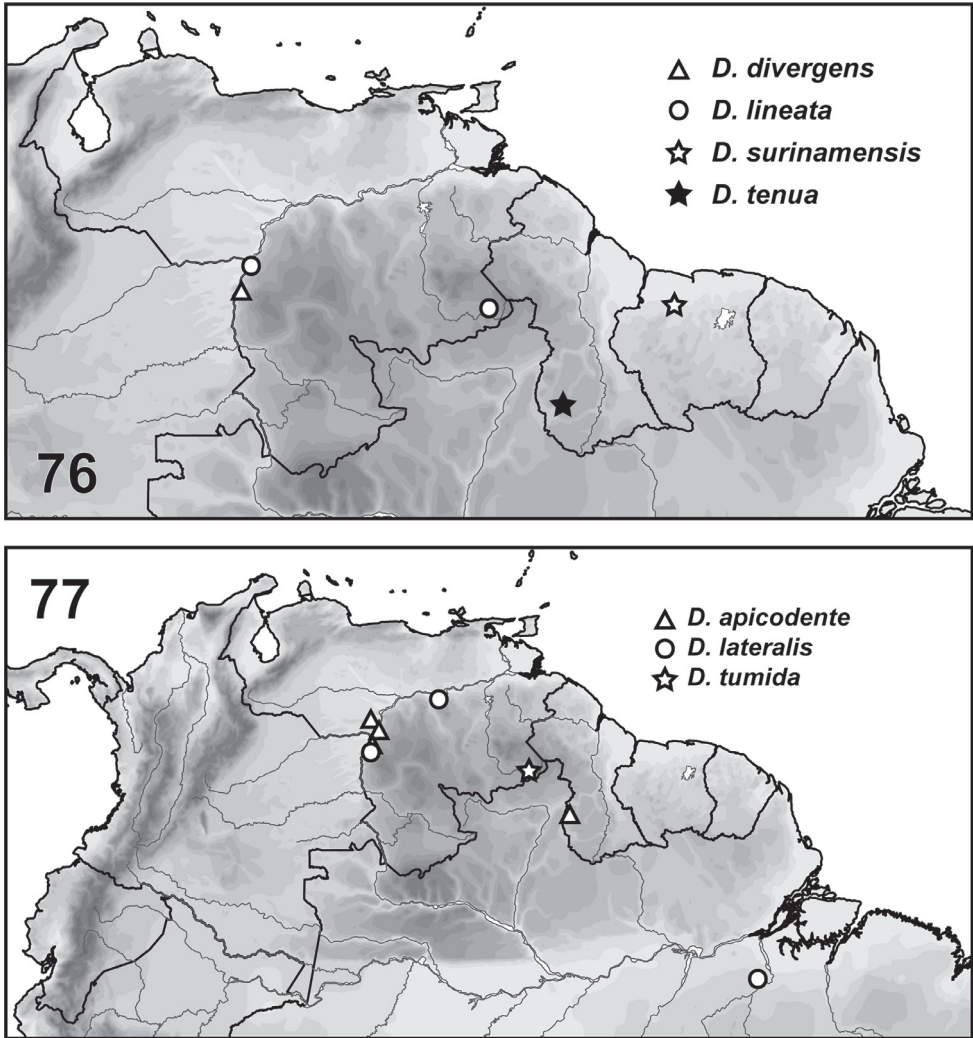 D. divergens
D. lineata
D. surinamensis
D. tenua
76
77
D. apicodente
D. lateralis
D. tumida